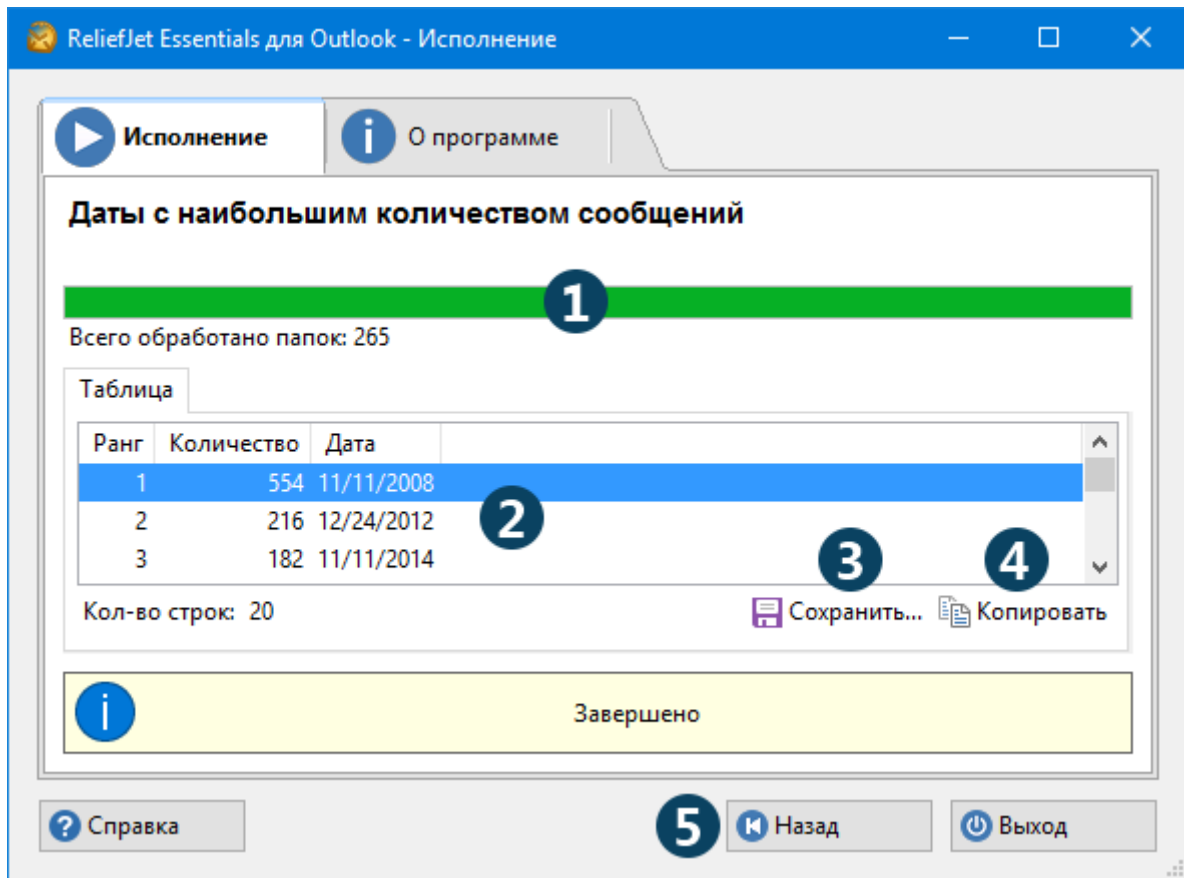 ReliefJet Essentials для Outlook - Исполнение
Исполнение
О программе
Даты с наибольшим количеством сообщений
1
Всего обработано папок: 265
Таблица
Ранг Количество Дата
1 554 11/11/2008
2 216 12/24/2012
3 182 11/11/2014
2
3
4
Кол-во строк: 20
Сохранить...
Копировать
Завершено
Справка
5
Назад
Выход